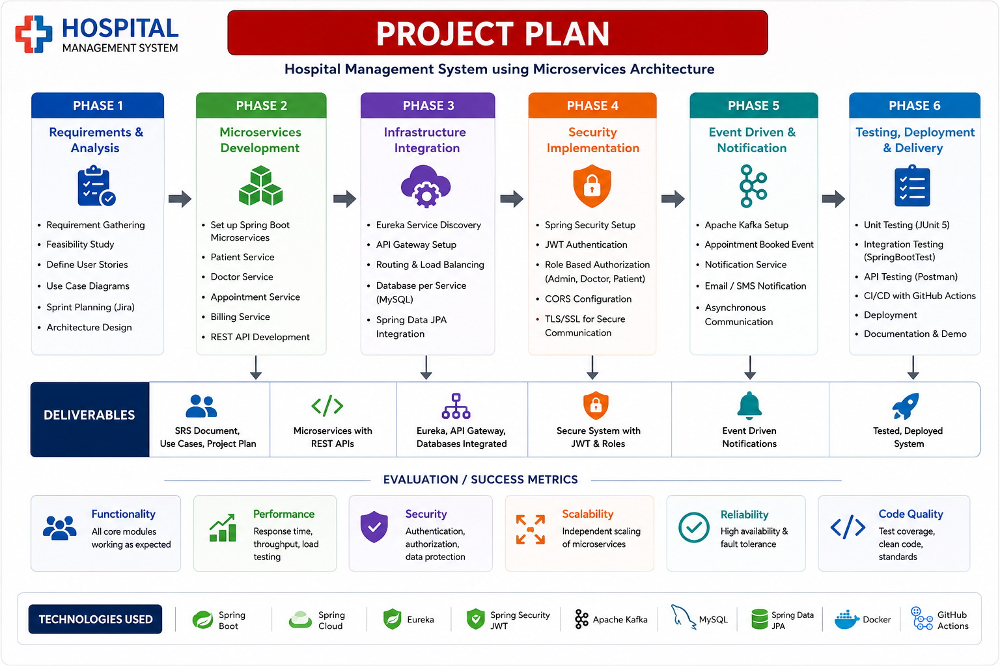 HOSPITAL
MANAGEMENT SYSTEM
PROJECT PLAN
Hospital Management System using Microservices Architecture
PHASE 1
Requirements &
Analysis
• Requirement Gathering
• Feasibility Study
• Define User Stories
• Use Case Diagrams
• Sprint Planning (Jira)
• Architecture Design
PHASE 2
Microservices
Development
• Set up Spring Boot
Microservices
• Patient Service
• Doctor Service
• Appointment Service
• Billing Service
• REST API Development
PHASE 3
Infrastructure
Integration
• Eureka Service Discovery
• API Gateway Setup
• Routing & Load Balancing
• Database per Service
(MySQL)
• Spring Data JPA
Integration
PHASE 4
Security
Implementation
• Spring Security Setup
• JWT Authentication
• Role Based Authorization
(Admin, Doctor, Patient)
• CORS Configuration
• TLS/SSL for Secure
Communication
PHASE 5
Event Driven &
Notification
• Apache Kafka Setup
• Appointment Booked Event
• Notification Service
• Email / SMS Notification
• Asynchronous
Communication
PHASE 6
Testing, Deployment
& Delivery
• Unit Testing (JUnit 5)
• Integration Testing
(SpringBootTest)
• API Testing (Postman)
• CI/CD with GitHub Actions
• Deployment
• Documentation & Demo
DELIVERABLES
SRS Document,
Use Cases, Project Plan
Microservices with
REST APIs
Eureka, API Gateway,
Databases Integrated
Secure System with
JWT & Roles
Event Driven
Notifications
Tested, Deployed
System
EVALUATION / SUCCESS METRICS
Functionality
All core modules
working as expected
Performance
Response time,
throughput, load
testing
Security
Authentication,
authorization,
data protection
Scalability
Independent scaling
of microservices
Reliability
High availability &
fault tolerance
Code Quality
Test coverage,
clean code,
standards
TECHNOLOGIES USED
Spring
Boot
Spring
Cloud
Eureka
Spring Security
JWT
Apache Kafka
MySQL
Spring Data
JPA
Docker
GitHub
Actions